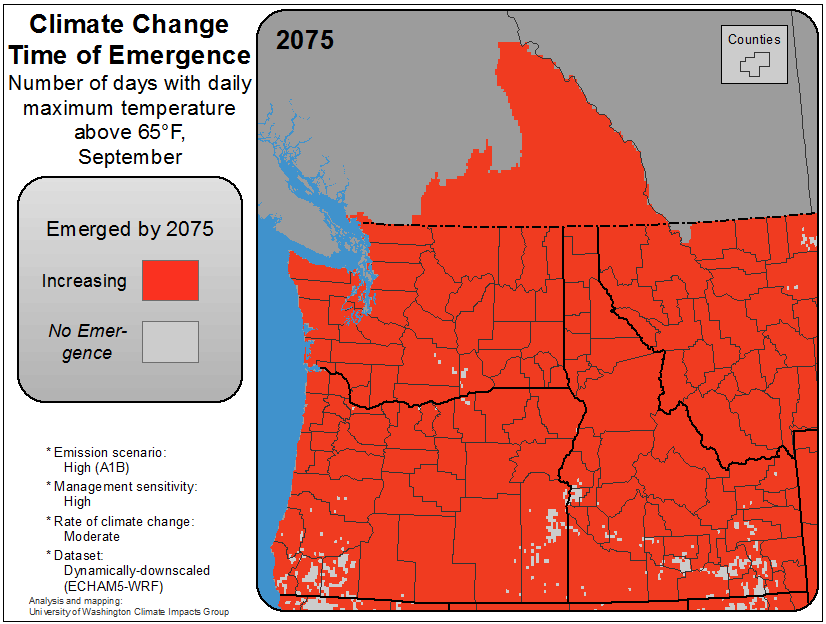 Climate Change
Time of Emergence
Number of days with daily
maximum temperature
above 65°F,
September
Emerged by 2075
Increasing
No Emer-
gence
* Emission scenario:
High (A1B)
* Management sensitivity:
High
* Rate of climate change:
Moderate
* Dataset:
Dynamically-downscaled
(ECHAM5-WRF)
Analysis and mapping:
University of Washington Climate Impacts Group
2075
Counties